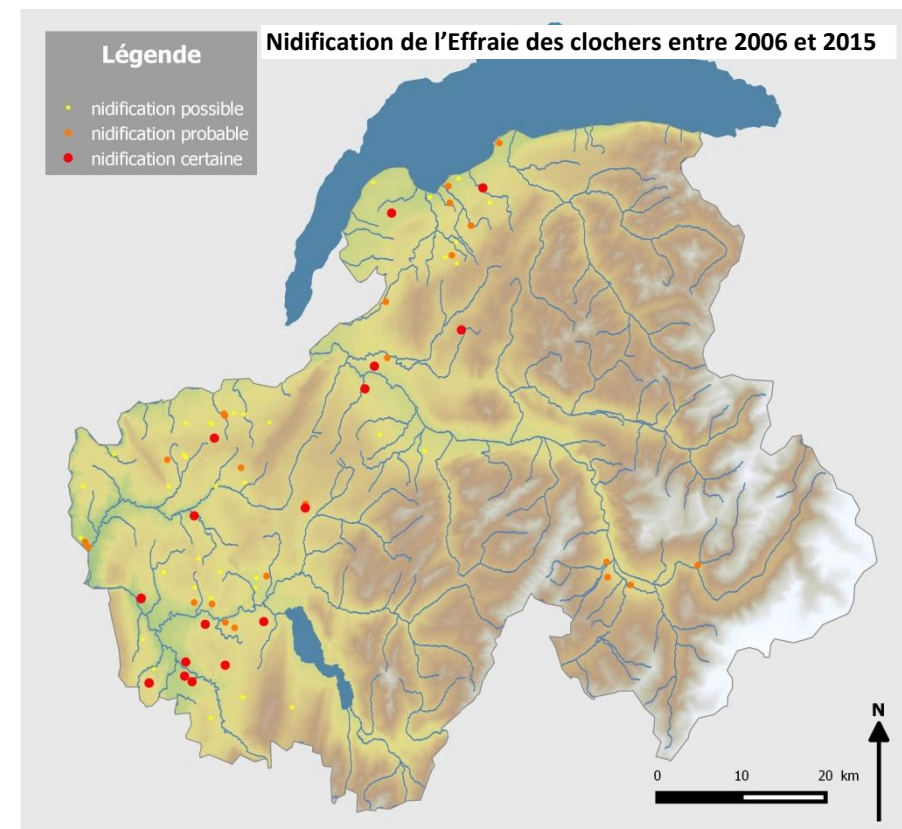 Nidification de l’Effraie des clochers entre 2006 et 2015
Légende
nidification possible
nidification probable
nidification certaine
N
0 10 20 km